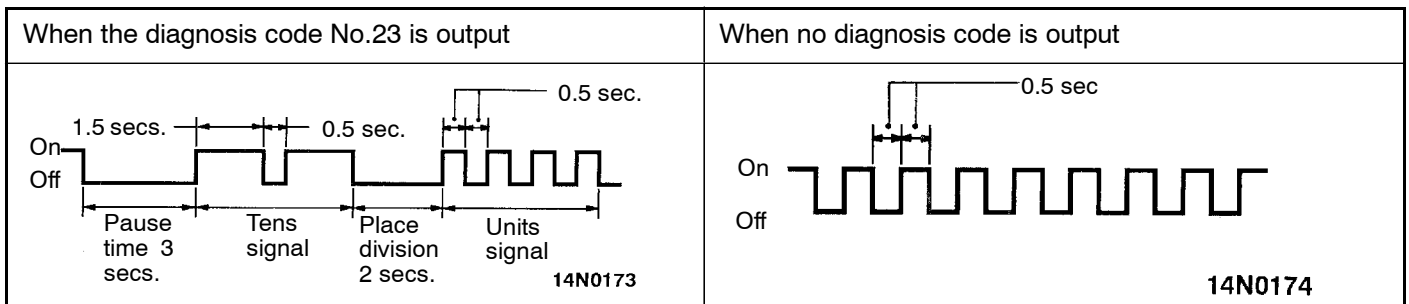 When the diagnosis code No.23 is output
When no diagnosis code is output
0.5 sec.
1.5 secs.
0.5 sec.
On
Off
Pause
time 3
secs.
Tens
signal
Place
division
2 secs.
Units
signal
14N0173
0.5 sec
On
Off
14N0174